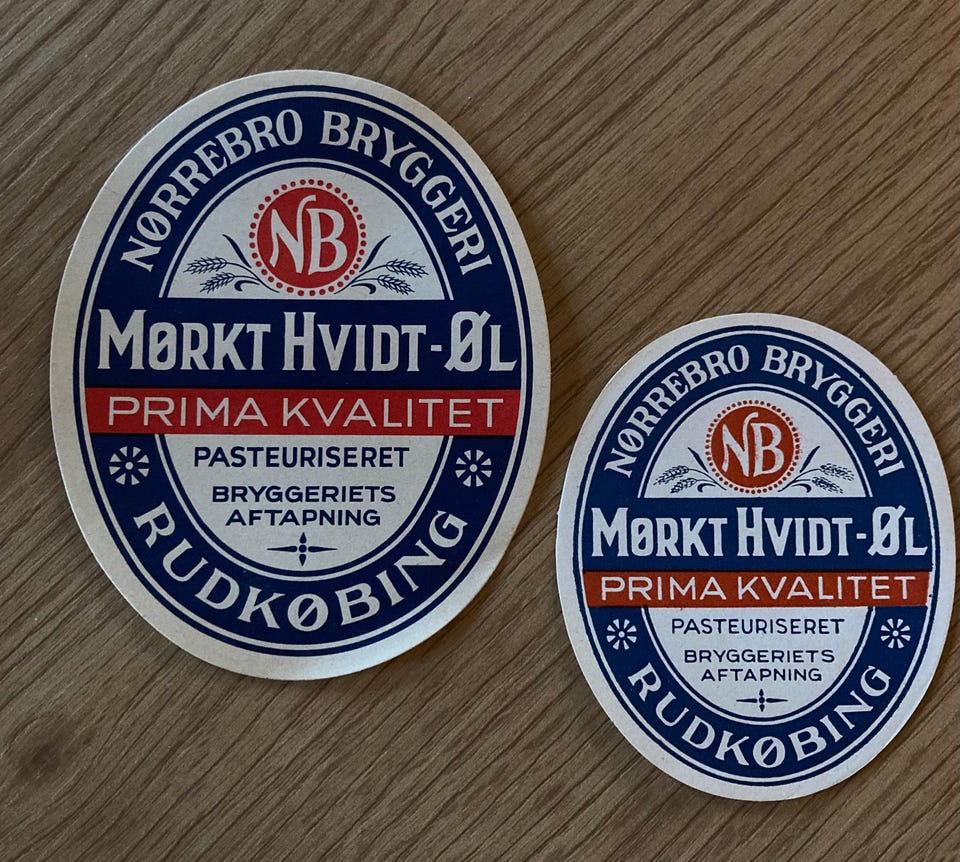 NØRREBRO BRYGGERI
NB
MØRKT HVIDT-ØL
PRIMA KVALITET
PASTEURISERET
BRYGGERIETS
AFTAPNING
RUDKØBING
NØRREBRO BRYGGERI
NB
MØRKT HVIDT-ØL
PRIMA KVALITET
PASTEURISERET
BRYGGERIETS
AFTAPNING
RUDKØBING